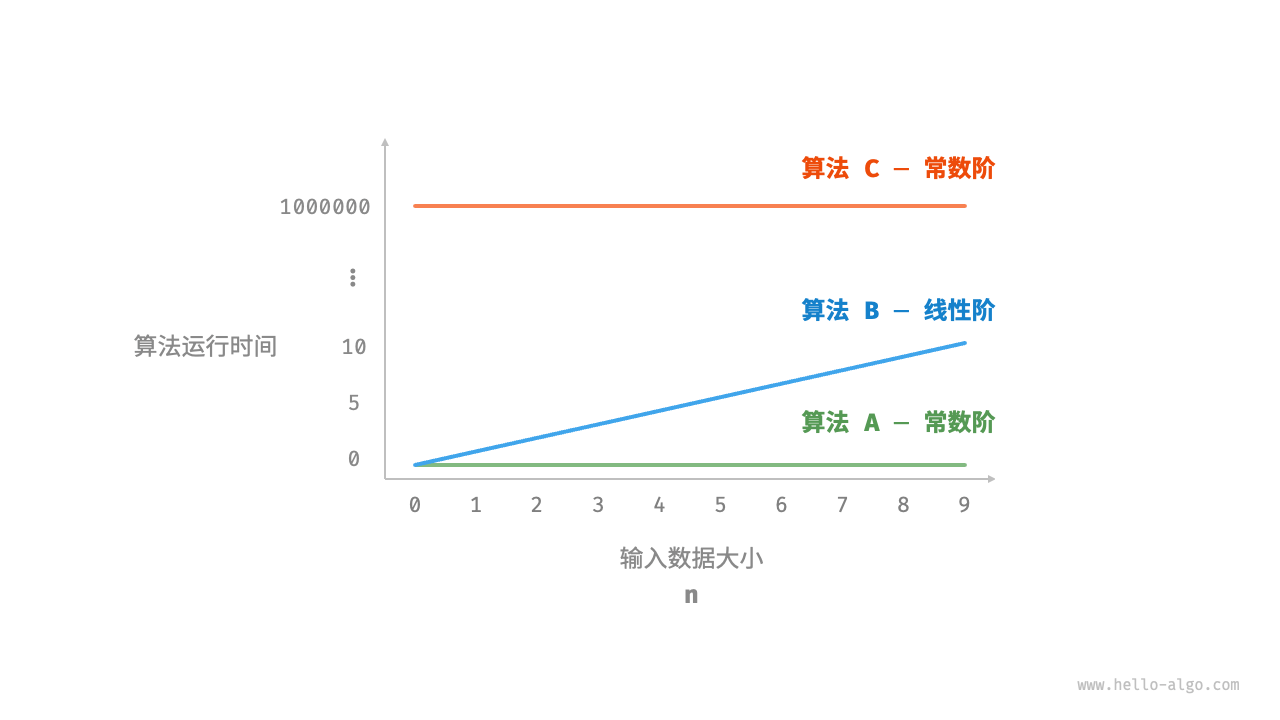 算法 C — 常数阶
1000000
⋮
算法 B — 线性阶
算法运行时间
10
5
算法 A — 常数阶
0
0 1 2 3 4 5 6 7 8 9
输入数据大小
n
www.hello-algo.com